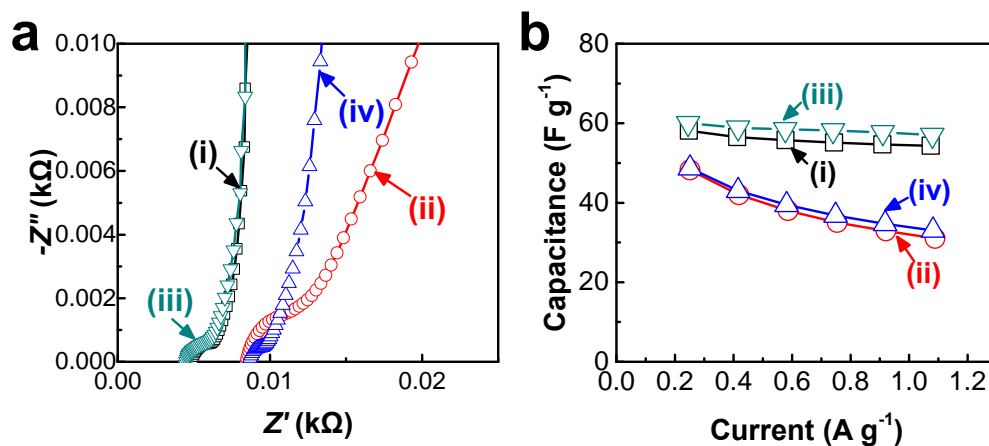 a
0.010
0.008
0.006
0.004
0.002
0.000
-Z″ (kΩ)
(i)
(iv)
(ii)
(iii)
0.00
0.01
0.02
Z′ (kΩ)
b
80
60
40
20
0
Capacitance (F g⁻¹)
(iii)
(i)
(iv)
(ii)
0.0 0.2 0.4 0.6 0.8 1.0 1.2
Current (A g⁻¹)